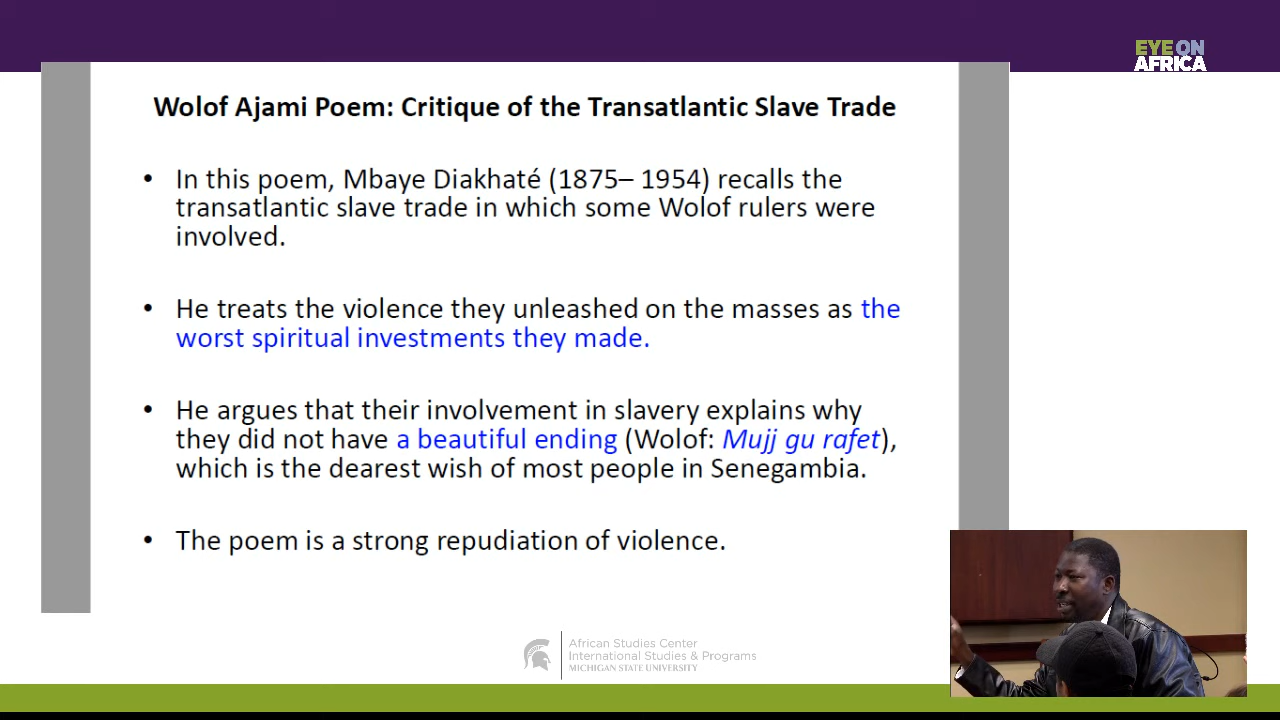 EYE ON
AFRICA
Wolof Ajami Poem: Critique of the Transatlantic Slave Trade
• In this poem, Mbaye Diakhaté (1875– 1954) recalls the
transatlantic slave trade in which some Wolof rulers were
involved.
• He treats the violence they unleashed on the masses as the
worst spiritual investments they made.
• He argues that their involvement in slavery explains why
they did not have a beautiful ending (Wolof: Mujj gu rafet),
which is the dearest wish of most people in Senegambia.
• The poem is a strong repudiation of violence.
African Studies Center
International Studies & Programs
MICHIGAN STATE UNIVERSITY